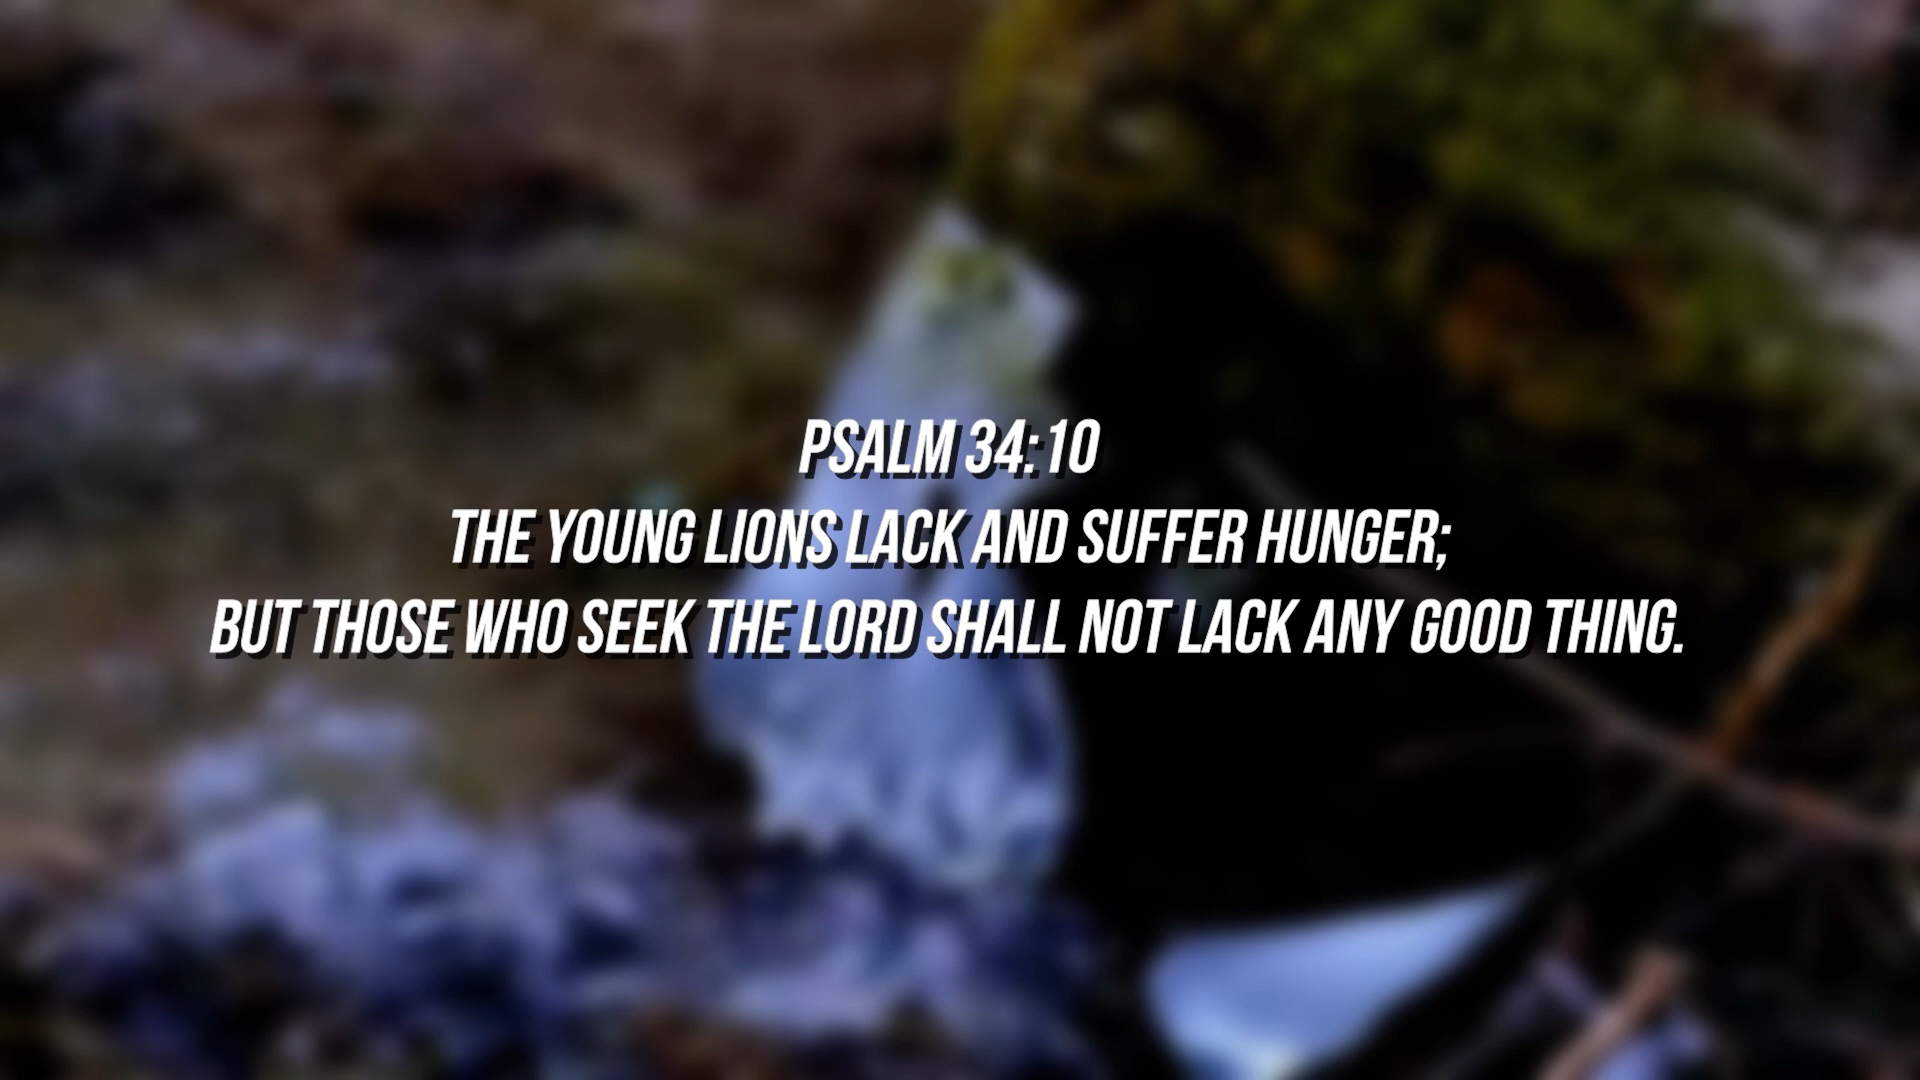 PSALM 34:10
THE YOUNG LIONS LACK AND SUFFER HUNGER;
BUT THOSE WHO SEEK THE LORD SHALL NOT LACK ANY GOOD THING.